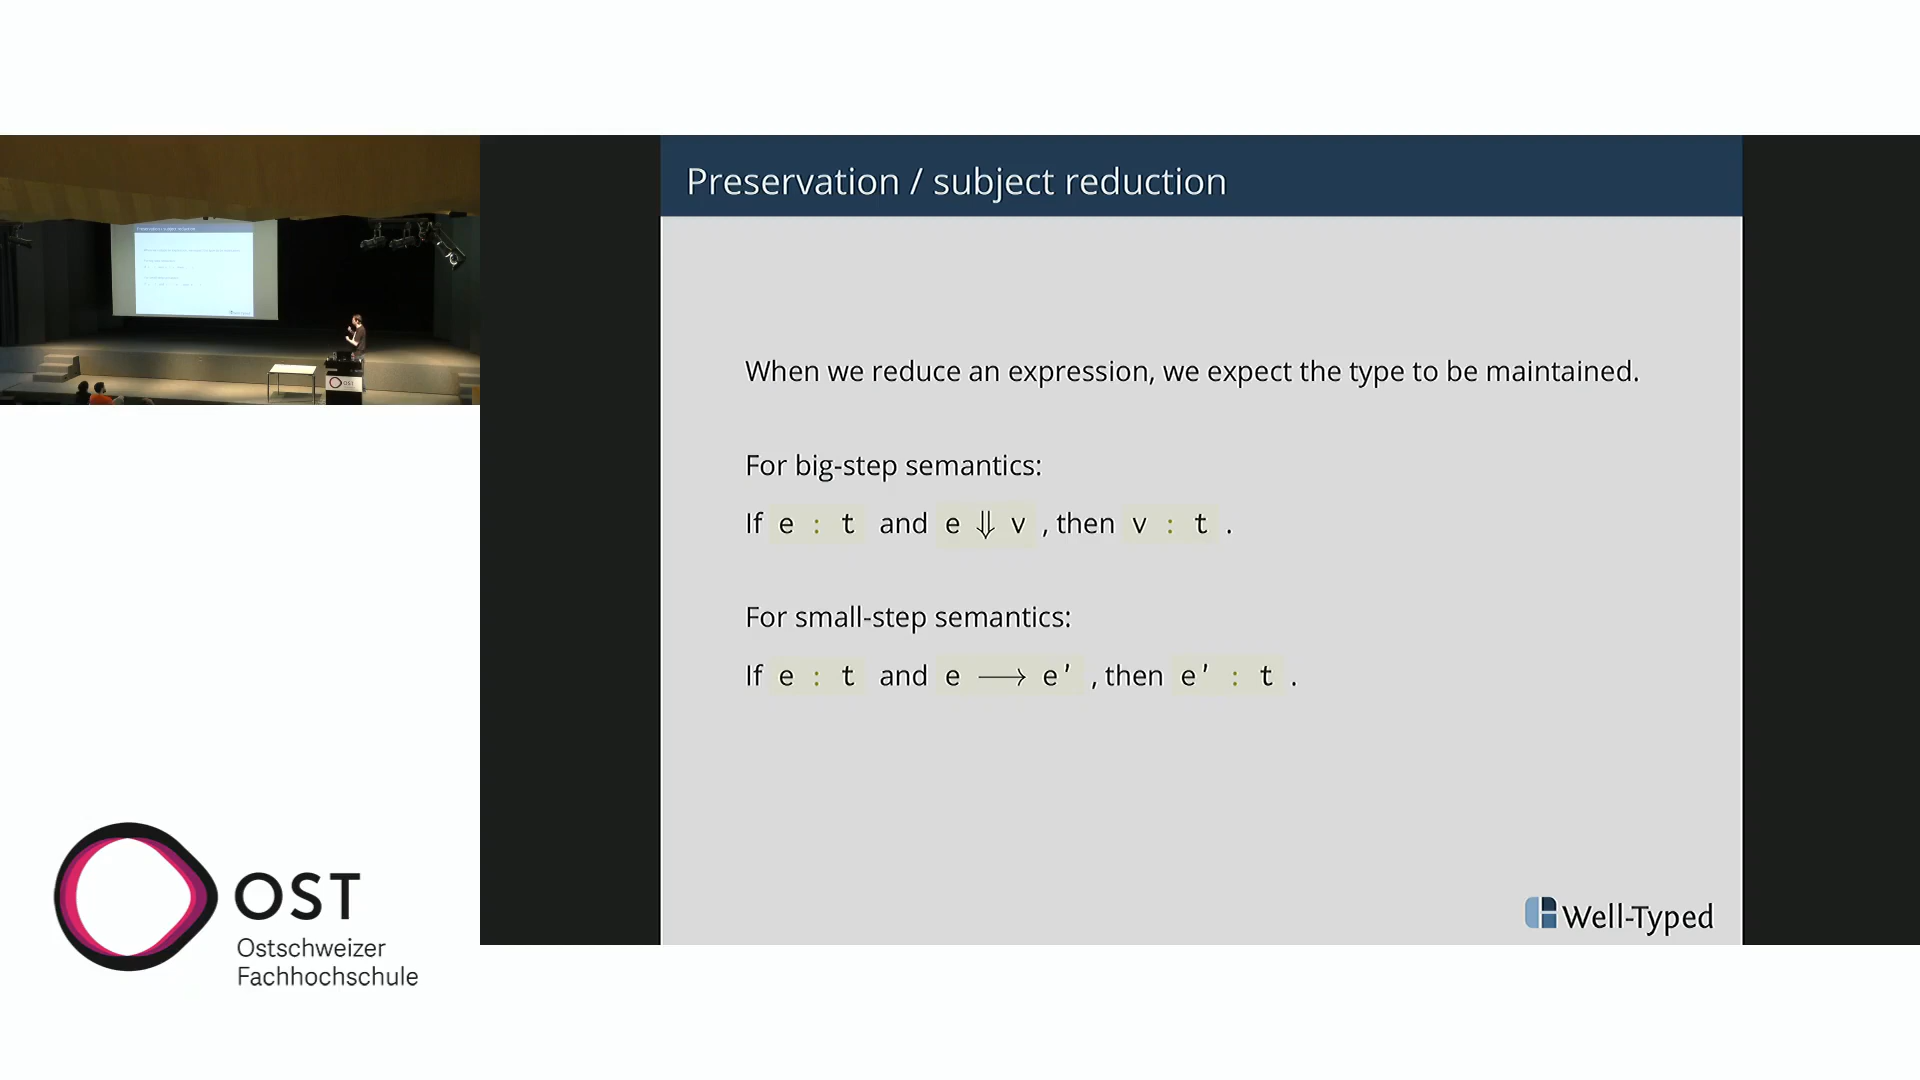 Preservation / subject reduction
When we reduce an expression, we expect the type to be maintained.
For big-step semantics:
If e : t and e ⇓ v , then v : t .
For small-step semantics:
If e : t and e ⟶ e' , then e' : t .
Well-Typed
OST
Ostschweizer
Fachhochschule